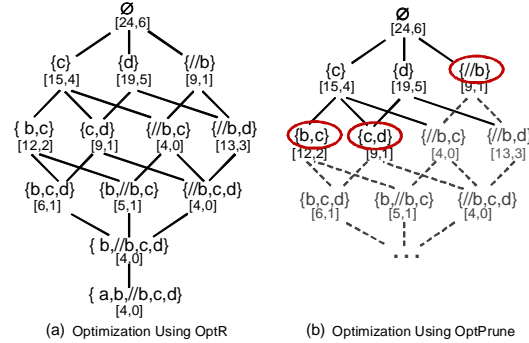 ∅
[24,6]
{c} {d} {//b}
[15,4] [19,5] [9,1]
{ b,c} {c,d} {//b,c} {//b,d}
[12,2] [9,1] [4,0] [13,3]
{b,c,d} {b,//b,c} {//b,c,d}
[6,1] [5,1] [4,0]
{ b,//b,c,d}
[4,0]
{ a,b,//b,c,d}
[4,0]
(a) Optimization Using OptR
∅
[24,6]
{c} {d} {//b}
[15,4] [19,5] [9,1]
{b,c} {c,d} {//b,c} {//b,d}
[12,2] [9,1] [4,0] [13,3]
{b,c,d} {b,//b,c} {//b,c,d}
[6,1] [5,1] [4,0]
...
(b) Optimization Using OptPrune